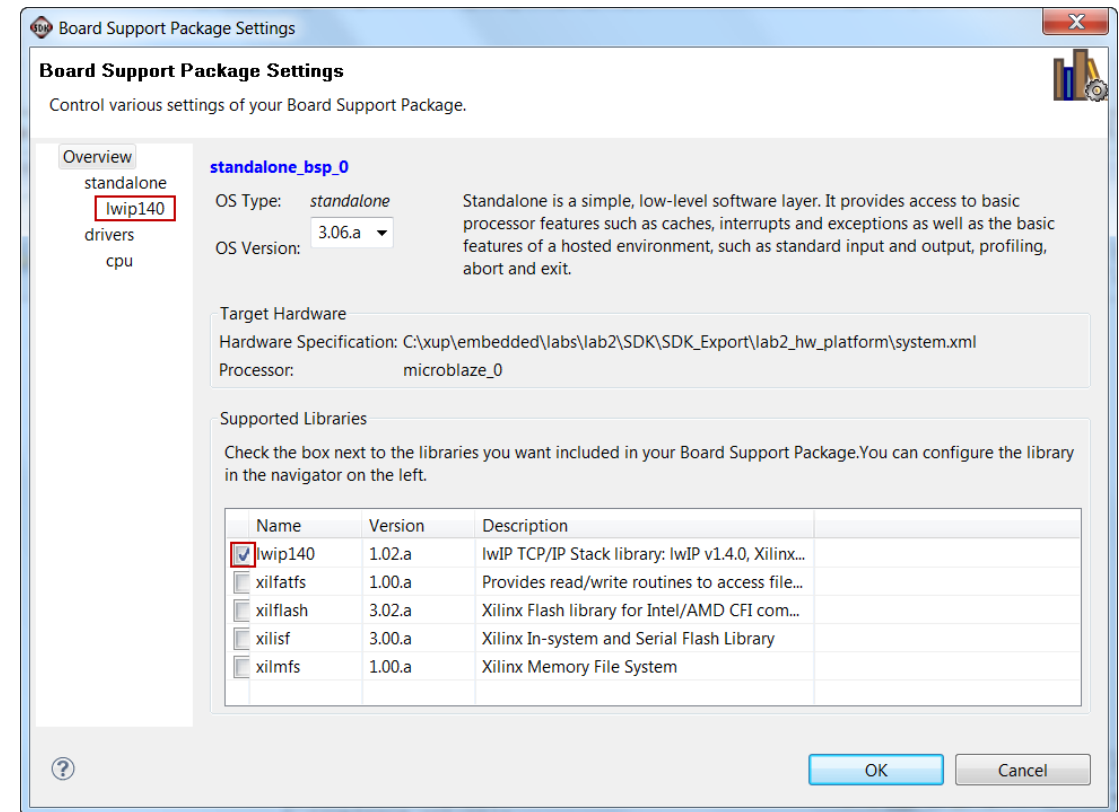 SDK Board Support Package Settings
X
Board Support Package Settings
Control various settings of your Board Support Package.
Overview
standalone
lwip140
drivers
cpu
standalone_bsp_0
OS Type: standalone
OS Version: 3.06.a
Standalone is a simple, low-level software layer. It provides access to basic
processor features such as caches, interrupts and exceptions as well as the basic
features of a hosted environment, such as standard input and output, profiling,
abort and exit.
Target Hardware
Hardware Specification: C:\xup\embedded\labs\lab2\SDK\SDK_Export\lab2_hw_platform\system.xml
Processor: microblaze_0
Supported Libraries
Check the box next to the libraries you want included in your Board Support Package.You can configure the library
in the navigator on the left.
Name Version Description
lwip140 1.02.a lwIP TCP/IP Stack library: lwIP v1.4.0, Xilinx...
xilfatfs 1.00.a Provides read/write routines to access file...
xilflash 3.02.a Xilinx Flash library for Intel/AMD CFI com...
xilisf 3.00.a Xilinx In-system and Serial Flash Library
xilmfs 1.00.a Xilinx Memory File System
?
OK Cancel